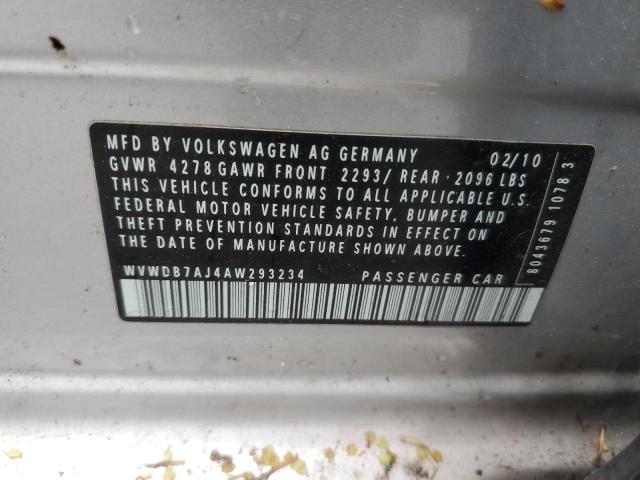 MFD BY VOLKSWAGEN AG GERMANY 02/10
GVWR 4278 GAWR FRONT 2293/ REAR - 2096 LBS
THIS VEHICLE CONFORMS TO ALL APPLICABLE U.S.
FEDERAL MOTOR VEHICLE SAFETY, BUMPER AND
THEFT PREVENTION STANDARDS IN EFFECT ON
THE DATE OF MANUFACTURE SHOWN ABOVE.
WVWDB7AJ4AW293234 PASSENGER CAR
8043679 1078 3